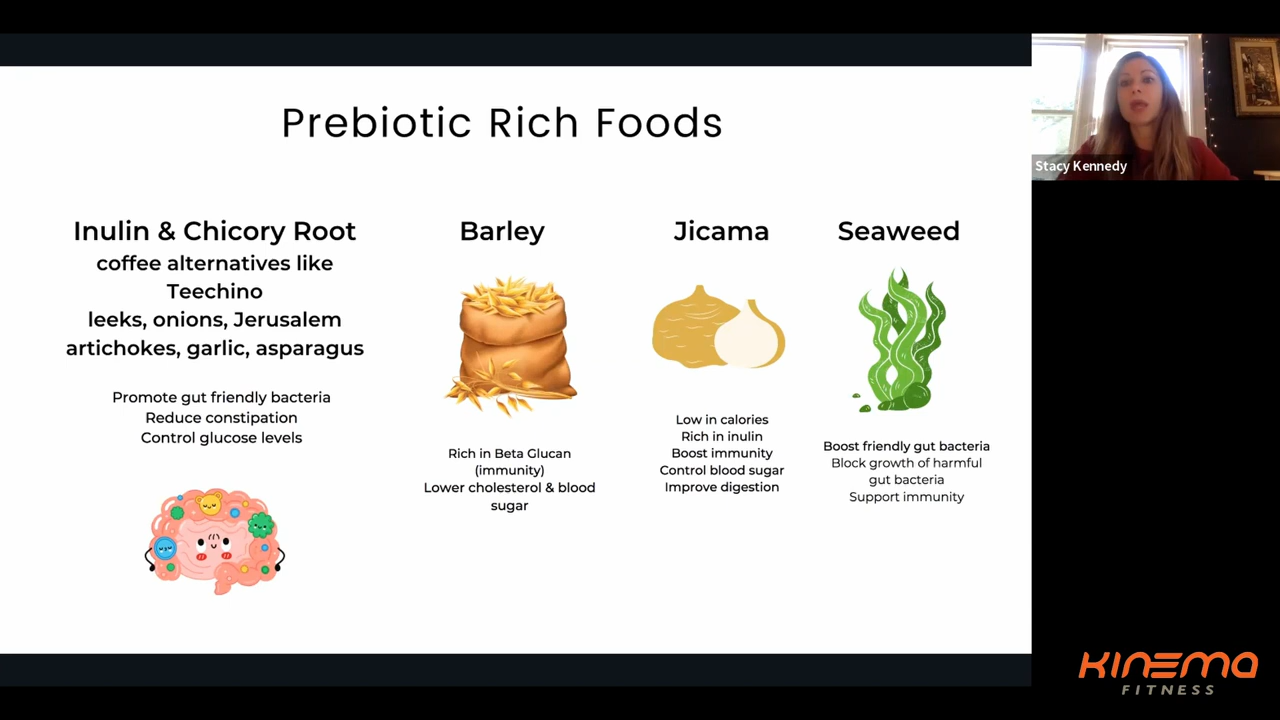 Prebiotic Rich Foods
Inulin & Chicory Root
coffee alternatives like
Teechino
leeks, onions, Jerusalem
artichokes, garlic, asparagus
Promote gut friendly bacteria
Reduce constipation
Control glucose levels
Barley
Rich in Beta Glucan
(immunity)
Lower cholesterol & blood
sugar
Jicama
Low in calories
Rich in inulin
Boost immunity
Control blood sugar
Improve digestion
Seaweed
Boost friendly gut bacteria
Block growth of harmful
gut bacteria
Support immunity
Stacy Kennedy
KINEMA
FITNESS